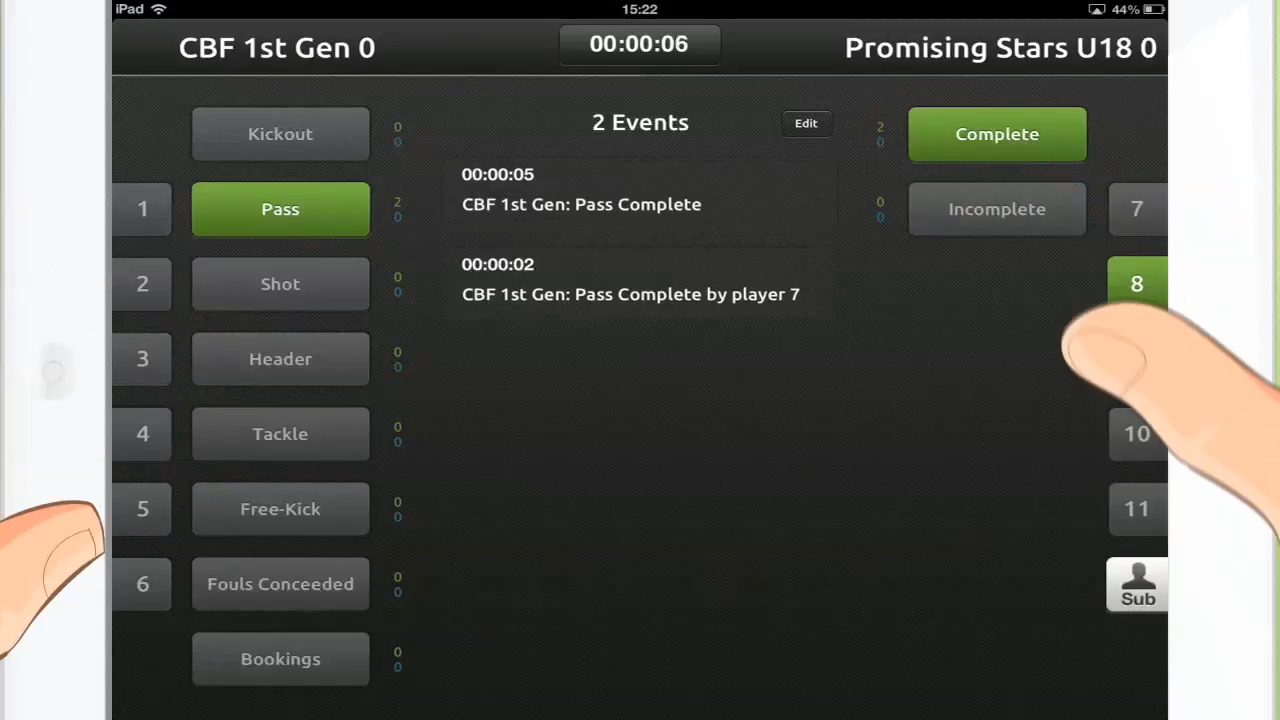 iPad
15:22
44%
CBF 1st Gen 0
00:00:06
Promising Stars U18 0
Kickout
0
0
2 Events
Edit
2
0
Complete
1
Pass
2
0
00:00:05
CBF 1st Gen: Pass Complete
0
0
Incomplete
7
2
Shot
0
0
00:00:02
CBF 1st Gen: Pass Complete by player 7
8
3
Header
0
0
4
Tackle
0
0
10
5
Free-Kick
0
0
11
6
Fouls Conceeded
0
0
Sub
Bookings
0
0